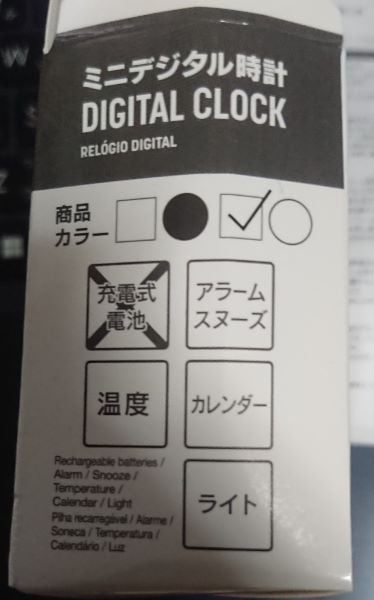 ミニデジタル時計
DIGITAL CLOCK
RELÓGIO DIGITAL
商品
カラー
充電式
電池
アラーム
スヌーズ
温度
カレンダー
Rechargeable batteries /
Alarm / Snooze /
Temperature /
Calendar / Light
Pilha recarregável / Alarme /
Soneca / Temperatura /
Calendário / Luz
ライト